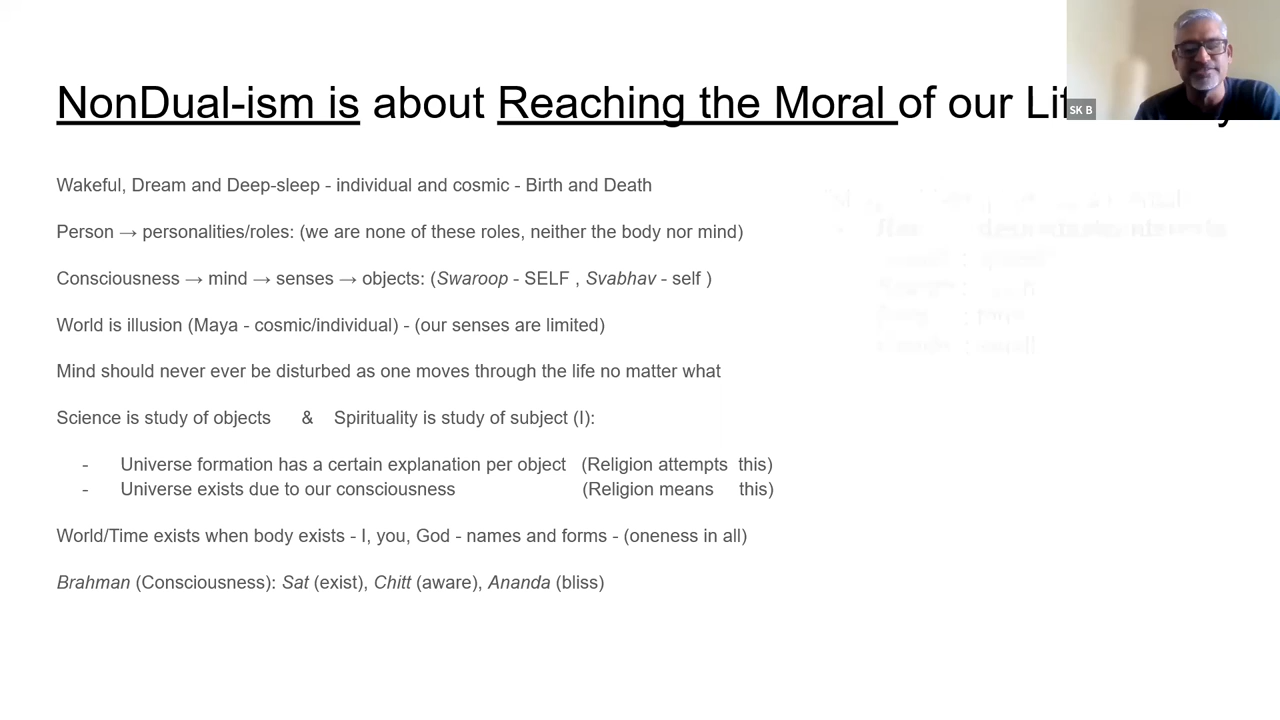 NonDual-ism is about Reaching the Moral of our
SK B
Wakeful, Dream and Deep-sleep - individual and cosmic - Birth and Death
Person → personalities/roles: (we are none of these roles, neither the body nor mind)
Consciousness → mind → senses → objects: (Swaroop - SELF , Svabhav - self )
World is illusion (Maya - cosmic/individual) - (our senses are limited)
Mind should never ever be disturbed as one moves through the life no matter what
Science is study of objects & Spirituality is study of subject (I):
- Universe formation has a certain explanation per object (Religion attempts this)
- Universe exists due to our consciousness (Religion means this)
World/Time exists when body exists - I, you, God - names and forms - (oneness in all)
Brahman (Consciousness): Sat (exist), Chitt (aware), Ananda (bliss)